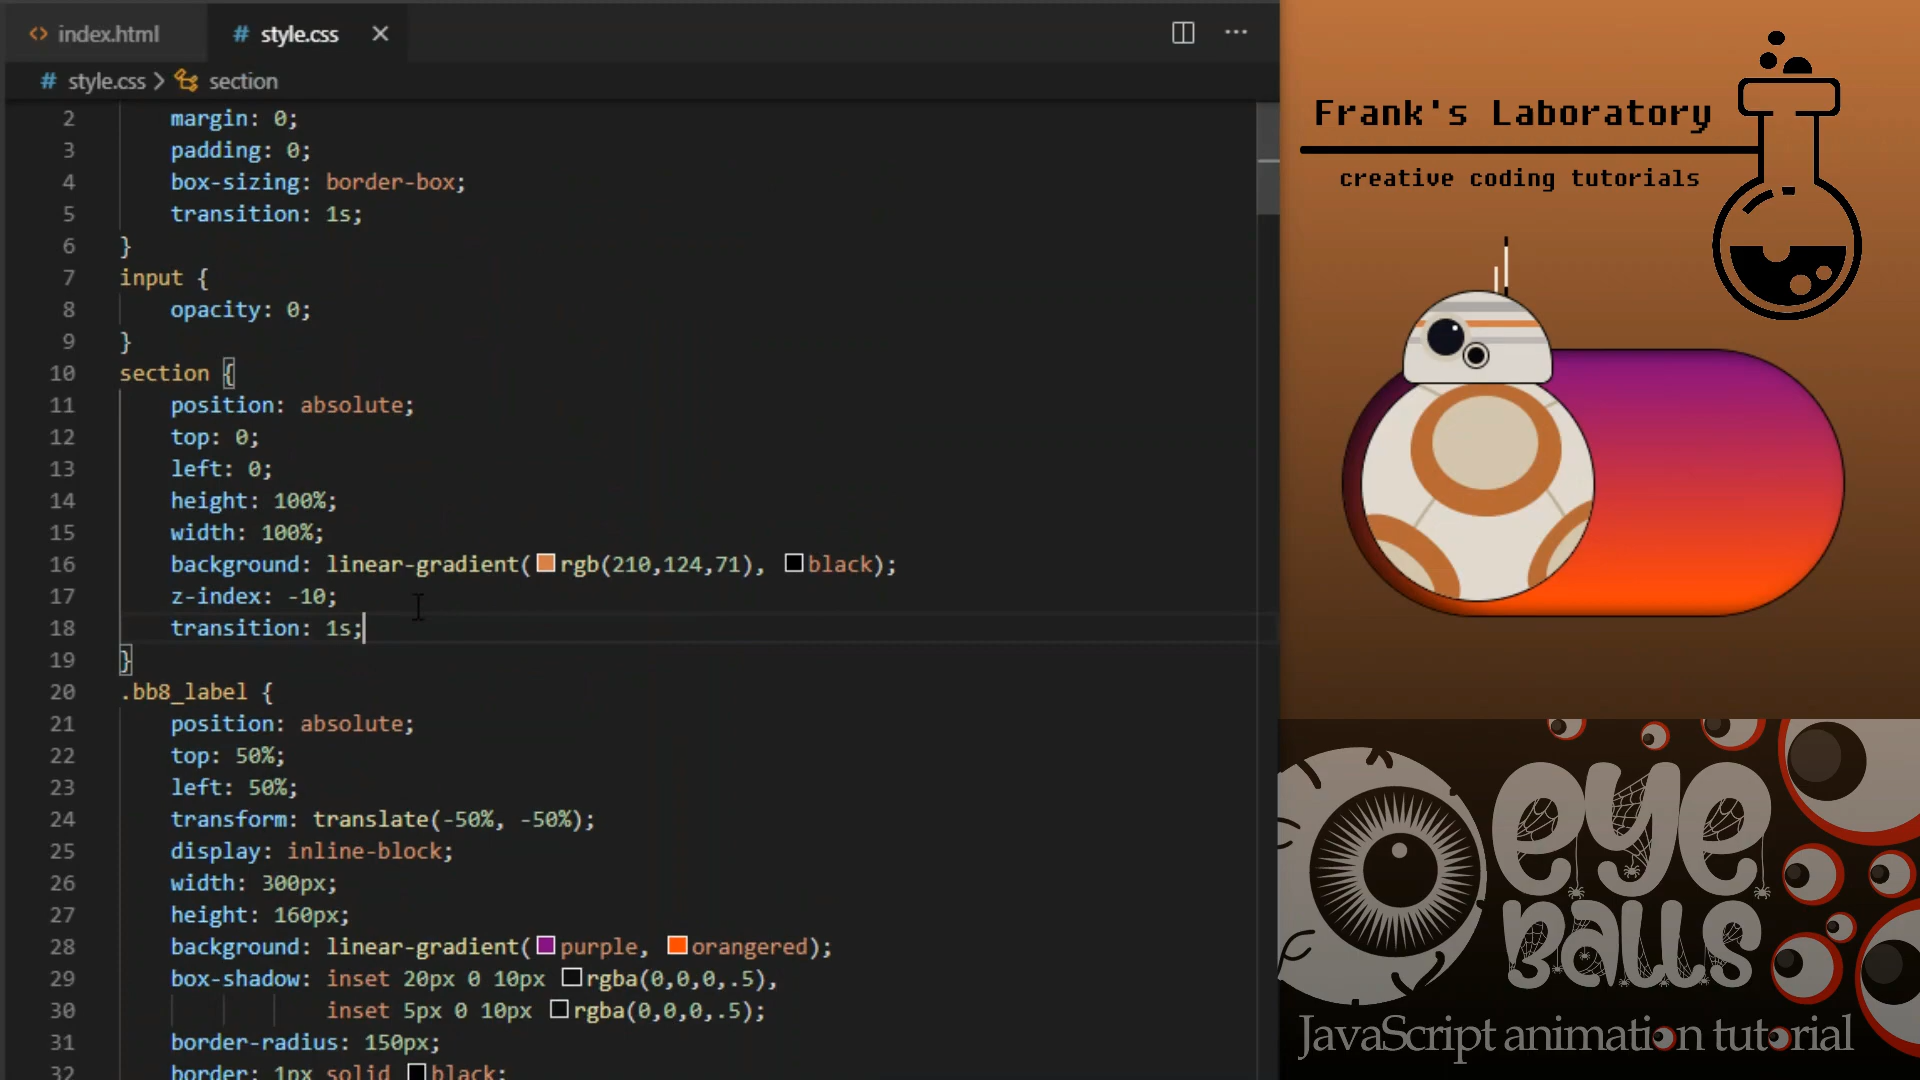 index.html
style.css
style.css > section
2 margin: 0;
3 padding: 0;
4 box-sizing: border-box;
5 transition: 1s;
6 }
7 input {
8 opacity: 0;
9 }
10 section {
11 position: absolute;
12 top: 0;
13 left: 0;
14 height: 100%;
15 width: 100%;
16 background: linear-gradient(rgb(210,124,71), black);
17 z-index: -10;
18 transition: 1s;
19 }
20 .bb8_label {
21 position: absolute;
22 top: 50%;
23 left: 50%;
24 transform: translate(-50%, -50%);
25 display: inline-block;
26 width: 300px;
27 height: 160px;
28 background: linear-gradient(purple, orangered);
29 box-shadow: inset 20px 0 10px rgba(0,0,0,.5),
30 inset 5px 0 10px rgba(0,0,0,.5);
31 border-radius: 150px;
32 border: 1px solid black;
Frank's Laboratory
creative coding tutorials
eye
Balls
JavaScript animation tutorial